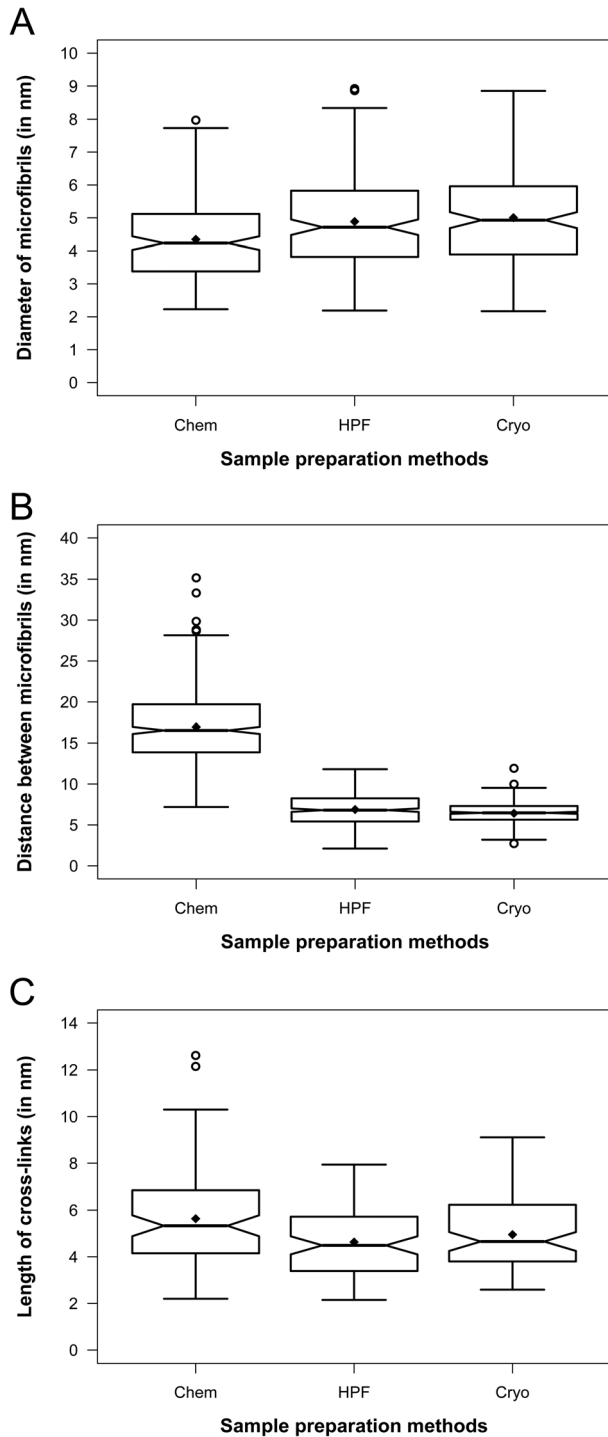 A
Diameter of microfibrils (in nm)
10
9
8
7
6
5
4
3
2
1
0
Chem HPF Cryo
Sample preparation methods
B
Distance between microfibrils (in nm)
40
35
30
25
20
15
10
5
0
Chem HPF Cryo
Sample preparation methods
C
Length of cross-links (in nm)
14
12
10
8
6
4
2
0
Chem HPF Cryo
Sample preparation methods